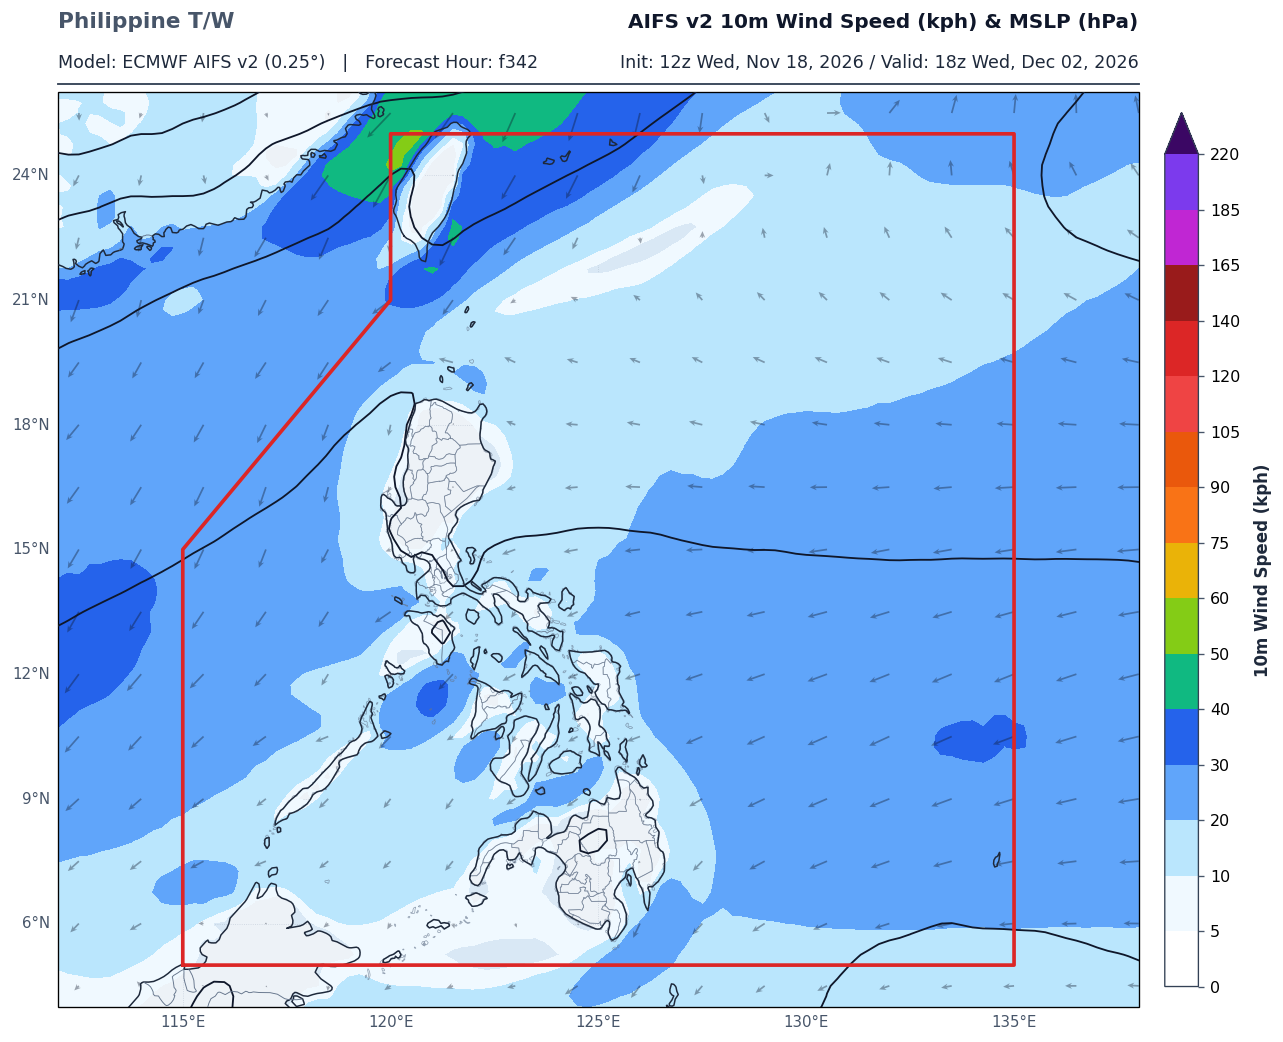 Philippine T/W
AIFS v2 10m Wind Speed (kph) & MSLP (hPa)
Model: ECMWF AIFS v2 (0.25°) | Forecast Hour: f342
Init: 12z Wed, Nov 18, 2026 / Valid: 18z Wed, Dec 02, 2026
24°N
21°N
18°N
15°N
12°N
9°N
6°N
115°E
120°E
125°E
130°E
135°E
220
185
165
140
120
105
90
75
60
50
40
30
20
10
5
0
10m Wind Speed (kph)